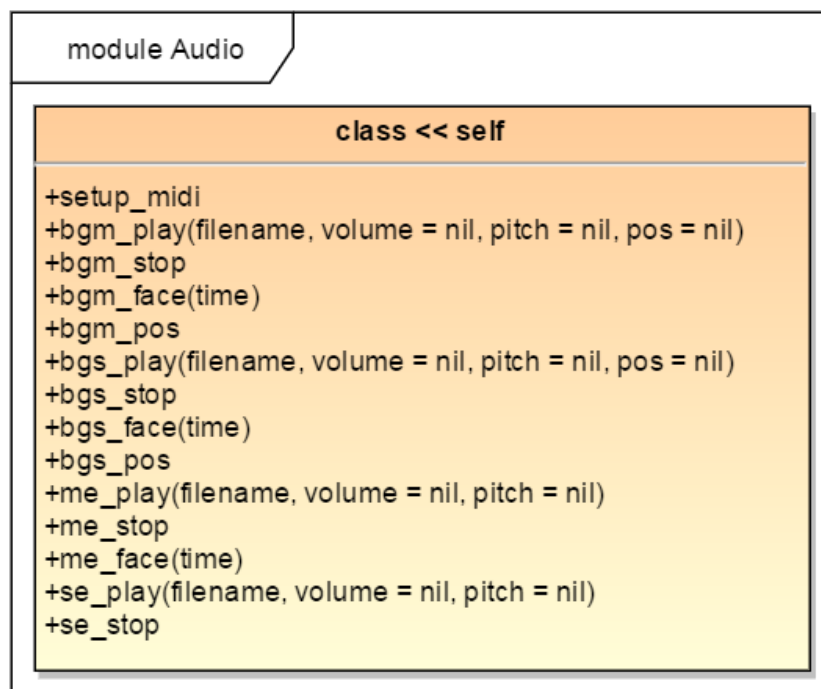 module Audio
class << self
+setup_midi
+bgm_play(filename, volume = nil, pitch = nil, pos = nil)
+bgm_stop
+bgm_face(time)
+bgm_pos
+bgs_play(filename, volume = nil, pitch = nil, pos = nil)
+bgs_stop
+bgs_face(time)
+bgs_pos
+me_play(filename, volume = nil, pitch = nil)
+me_stop
+me_face(time)
+se_play(filename, volume = nil, pitch = nil)
+se_stop